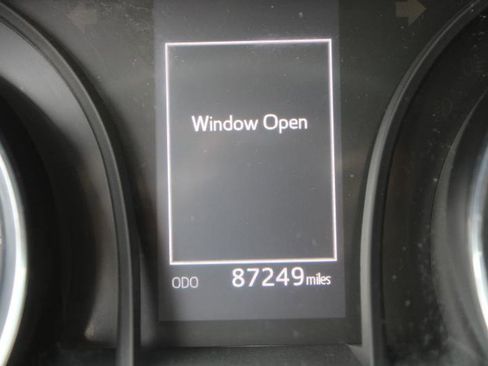 Window Open
ODO 87249 miles